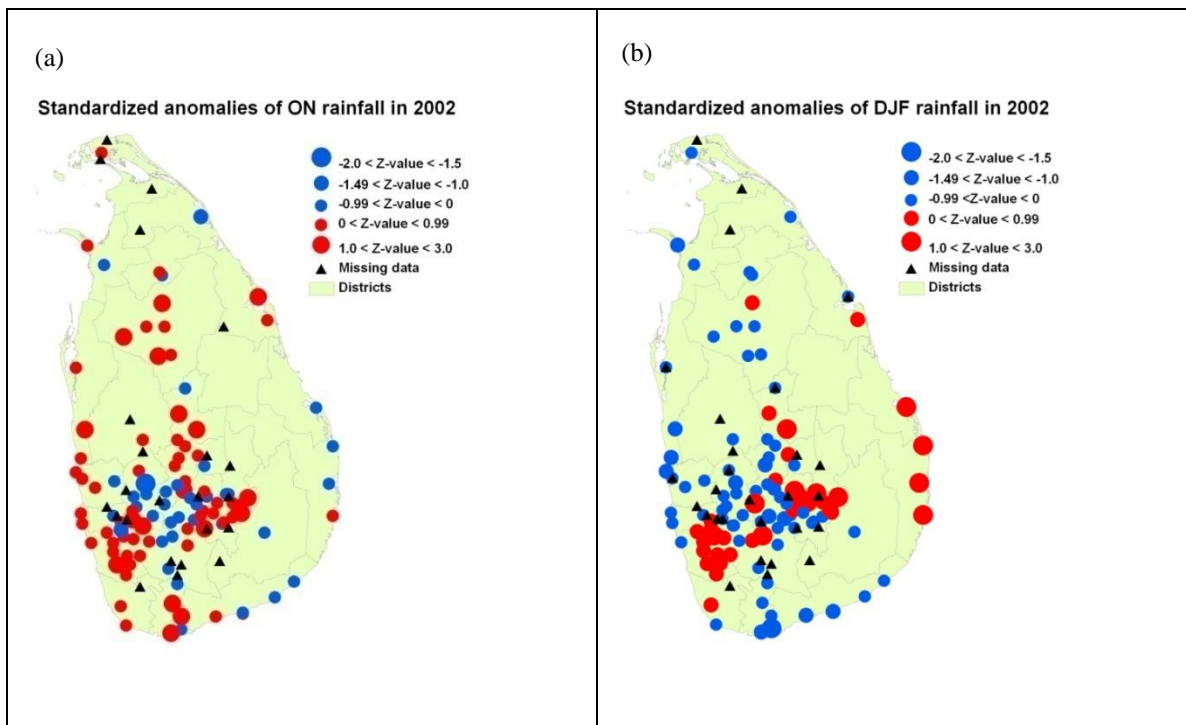 (a)
Standardized anomalies of ON rainfall in 2002
-2.0 < Z-value < -1.5
-1.49 < Z-value < -1.0
-0.99 < Z-value < 0
0 < Z-value < 0.99
1.0 < Z-value < 3.0
Missing data
Districts
(b)
Standardized anomalies of DJF rainfall in 2002
-2.0 < Z-value < -1.5
-1.49 < Z-value < -1.0
-0.99 <Z-value < 0
0 < Z-value < 0.99
1.0 < Z-value < 3.0
Missing data
Districts